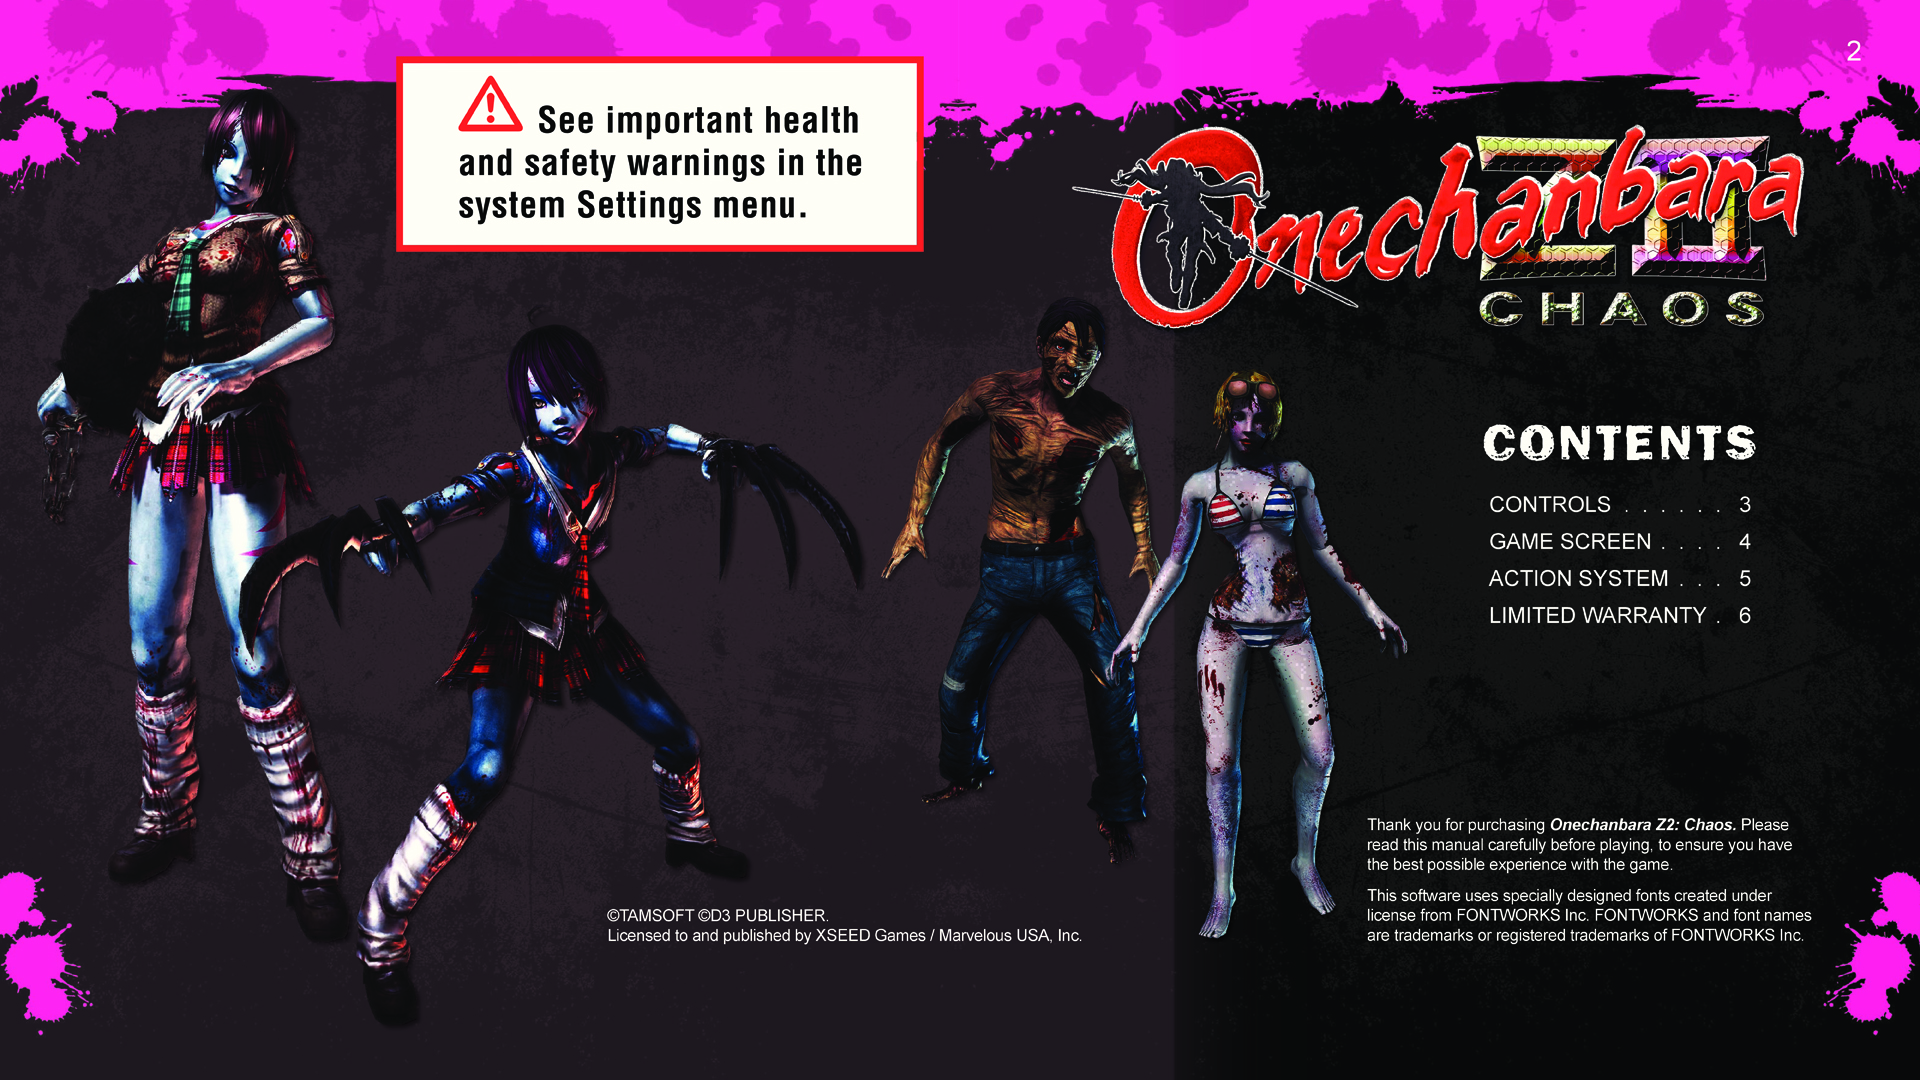 2
See important health
and safety warnings in the
system Settings menu.
Onechanbara
ZII
CHAOS
CONTENTS
CONTROLS . . . . . . 3
GAME SCREEN . . . . 4
ACTION SYSTEM . . . 5
LIMITED WARRANTY . 6
Thank you for purchasing Onechanbara Z2: Chaos. Please
read this manual carefully before playing, to ensure you have
the best possible experience with the game.
This software uses specially designed fonts created under
license from FONTWORKS Inc. FONTWORKS and font names
are trademarks or registered trademarks of FONTWORKS Inc.
©TAMSOFT ©D3 PUBLISHER.
Licensed to and published by XSEED Games / Marvelous USA, Inc.